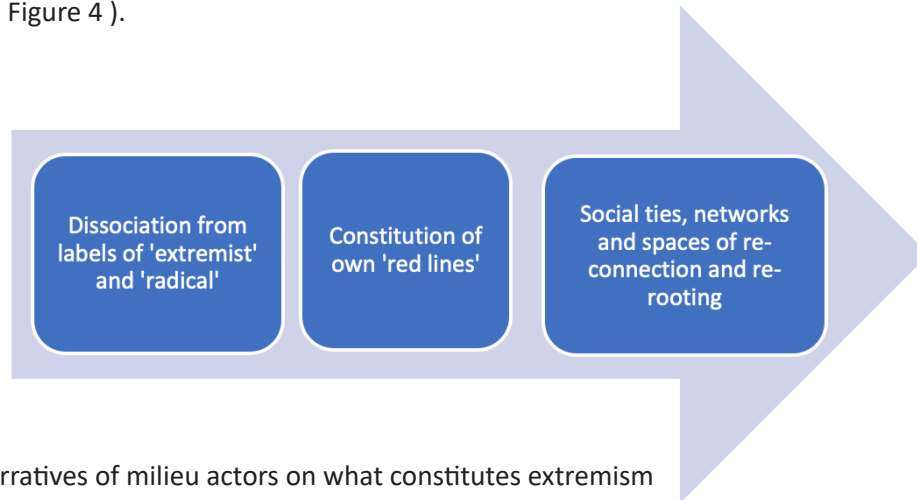 Figure 4 ).
Dissociation from
labels of 'extremist'
and 'radical'
Constitution of
own 'red lines'
Social ties, networks
and spaces of re-
connection and re-
rooting
of milieu actors on what constitutes extremism